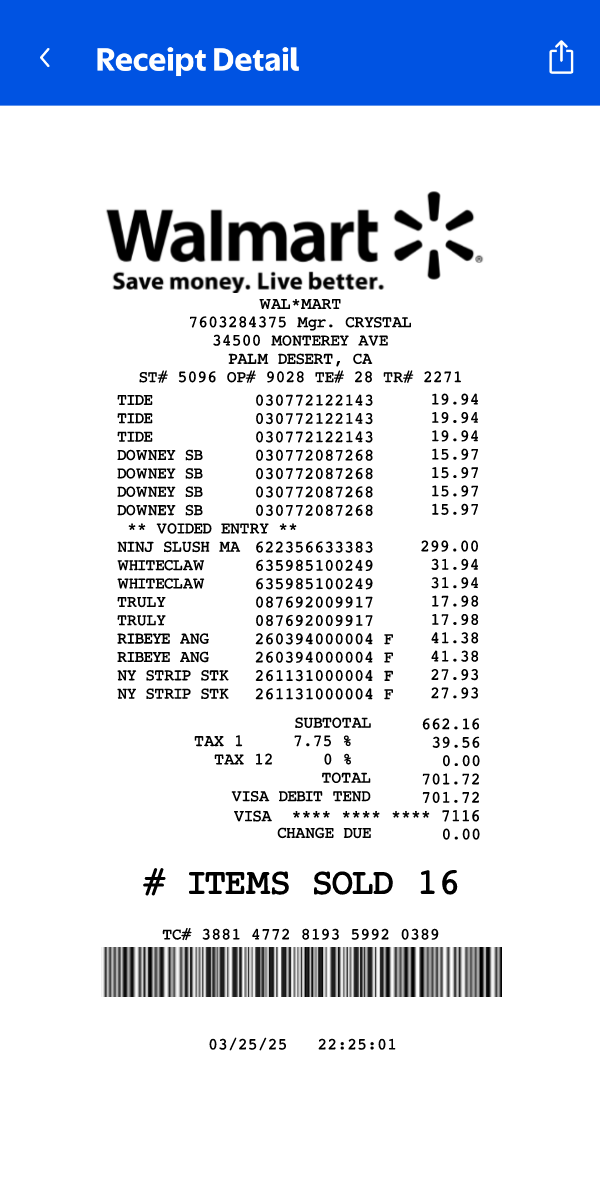 Receipt Detail
Walmart
Save money. Live better.
WAL*MART
7603284375 Mgr. CRYSTAL
34500 MONTEREY AVE
PALM DESERT, CA
ST# 5096 OP# 9028 TE# 28 TR# 2271
TIDE 030772122143 19.94
TIDE 030772122143 19.94
TIDE 030772122143 19.94
DOWNEY SB 030772087268 15.97
DOWNEY SB 030772087268 15.97
DOWNEY SB 030772087268 15.97
DOWNEY SB 030772087268 15.97
** VOIDED ENTRY **
NINJ SLUSH MA 622356633383 299.00
WHITECLAW 635985100249 31.94
WHITECLAW 635985100249 31.94
TRULY 087692009917 17.98
TRULY 087692009917 17.98
RIBEYE ANG 260394000004 F 41.38
RIBEYE ANG 260394000004 F 41.38
NY STRIP STK 261131000004 F 27.93
NY STRIP STK 261131000004 F 27.93
SUBTOTAL 662.16
TAX 1 7.75 % 39.56
TAX 12 0 % 0.00
TOTAL 701.72
VISA DEBIT TEND 701.72
VISA **** **** **** 7116
CHANGE DUE 0.00
# ITEMS SOLD 16
TC# 3881 4772 8193 5992 0389
03/25/25 22:25:01